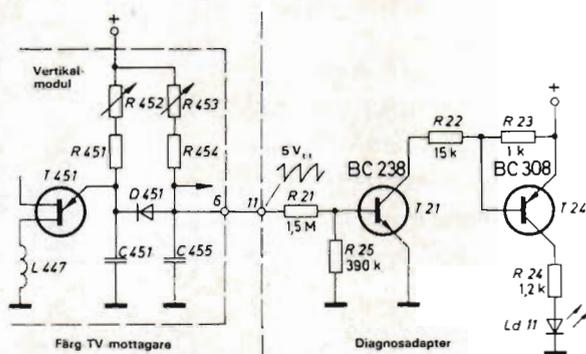 +
Vertikal-
modul
R 452
R 453
R 451
R 454
T 451
D 451
6
11
C 451
C 455
L 447
Färg TV mottagare
5 V tt
R 21
1,5 M
R 25
390 k
BC 238
T 21
R 22
15 k
R 23
1 k
+
BC 308
T 24
R 24
1,2 k
Ld 11
Diagnosadapter